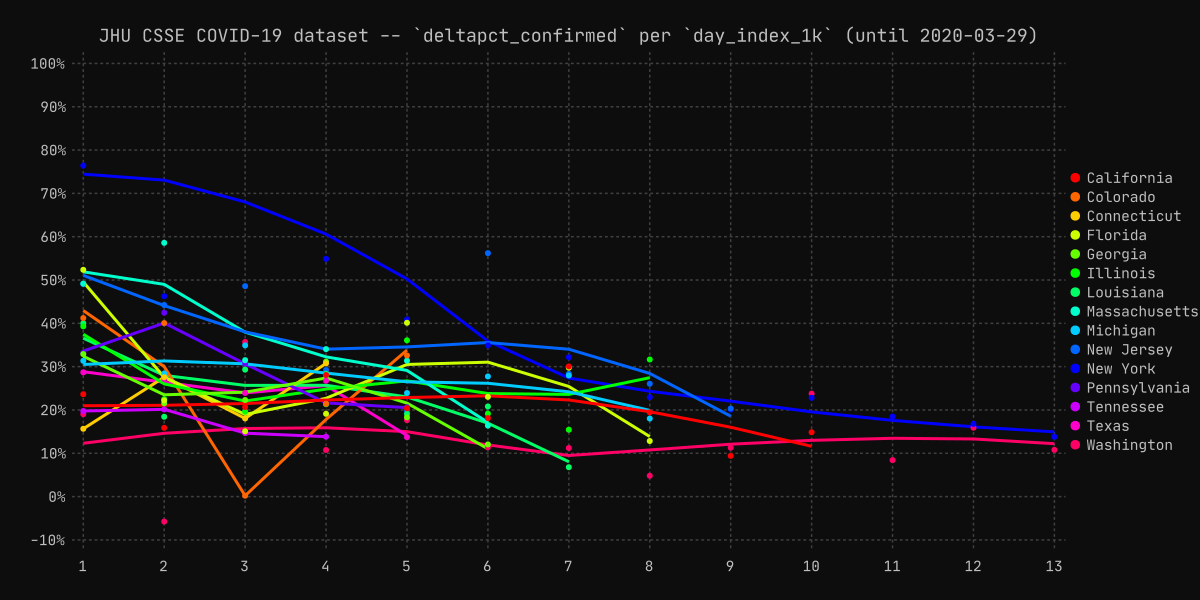 JHU CSSE COVID-19 dataset -- `deltapct_confirmed` per `day_index_1k` (until 2020-03-29)
100%
90%
80%
70%
60%
50%
40%
30%
20%
10%
0%
-10%
1 2 3 4 5 6 7 8 9 10 11 12 13
California
Colorado
Connecticut
Florida
Georgia
Illinois
Louisiana
Massachusetts
Michigan
New Jersey
New York
Pennsylvania
Tennessee
Texas
Washington